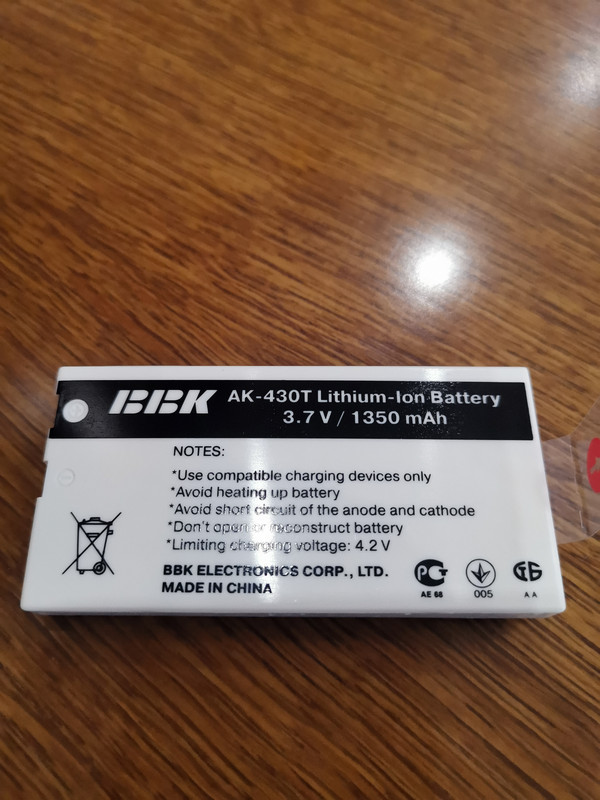 BBK AK-430T Lithium-Ion Battery
3.7 V / 1350 mAh
NOTES:
*Use compatible charging devices only
*Avoid heating up battery
*Avoid short circuit of the anode and cathode
*Don't open or reconstruct battery
*Limiting charging voltage: 4.2 V
BBK ELECTRONICS CORP., LTD.
MADE IN CHINA
AE 68
005
A A